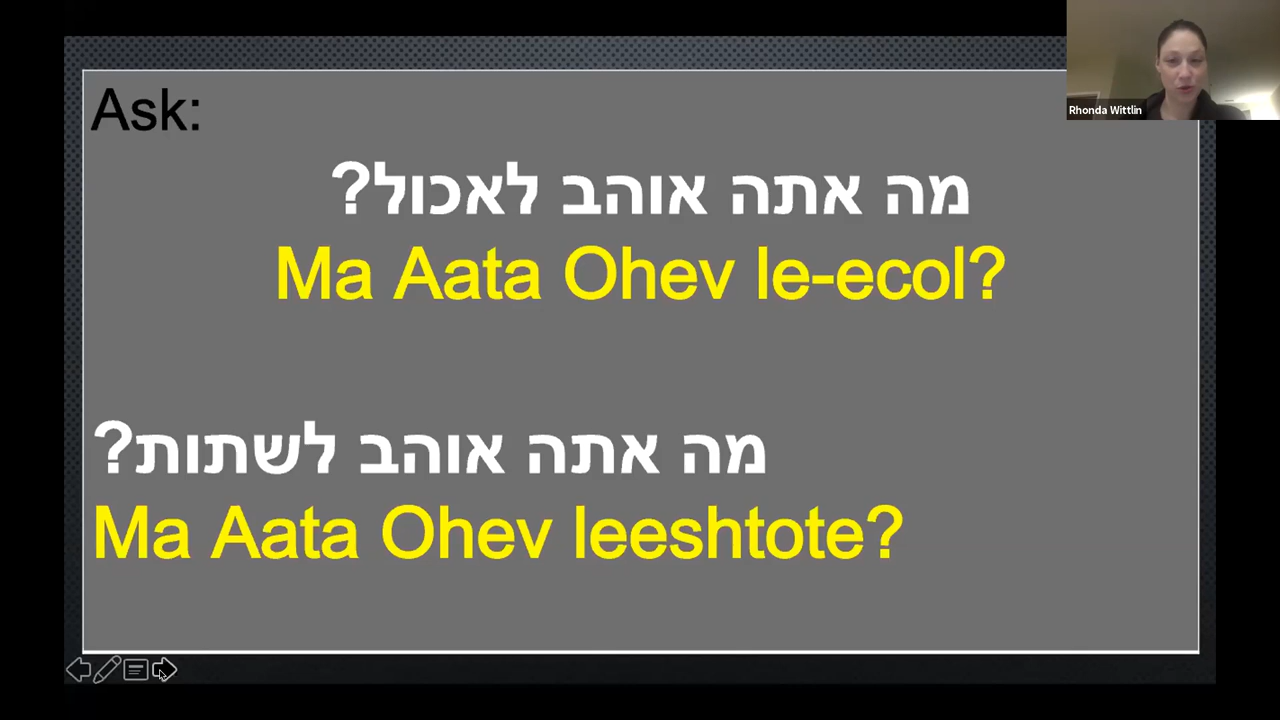 Ask:
מה אתה אוהב לאכול?
Ma Aata Ohev le-ecol?
מה אתה אוהב לשתות?
Ma Aata Ohev leeshtote?
Rhonda Wittlin